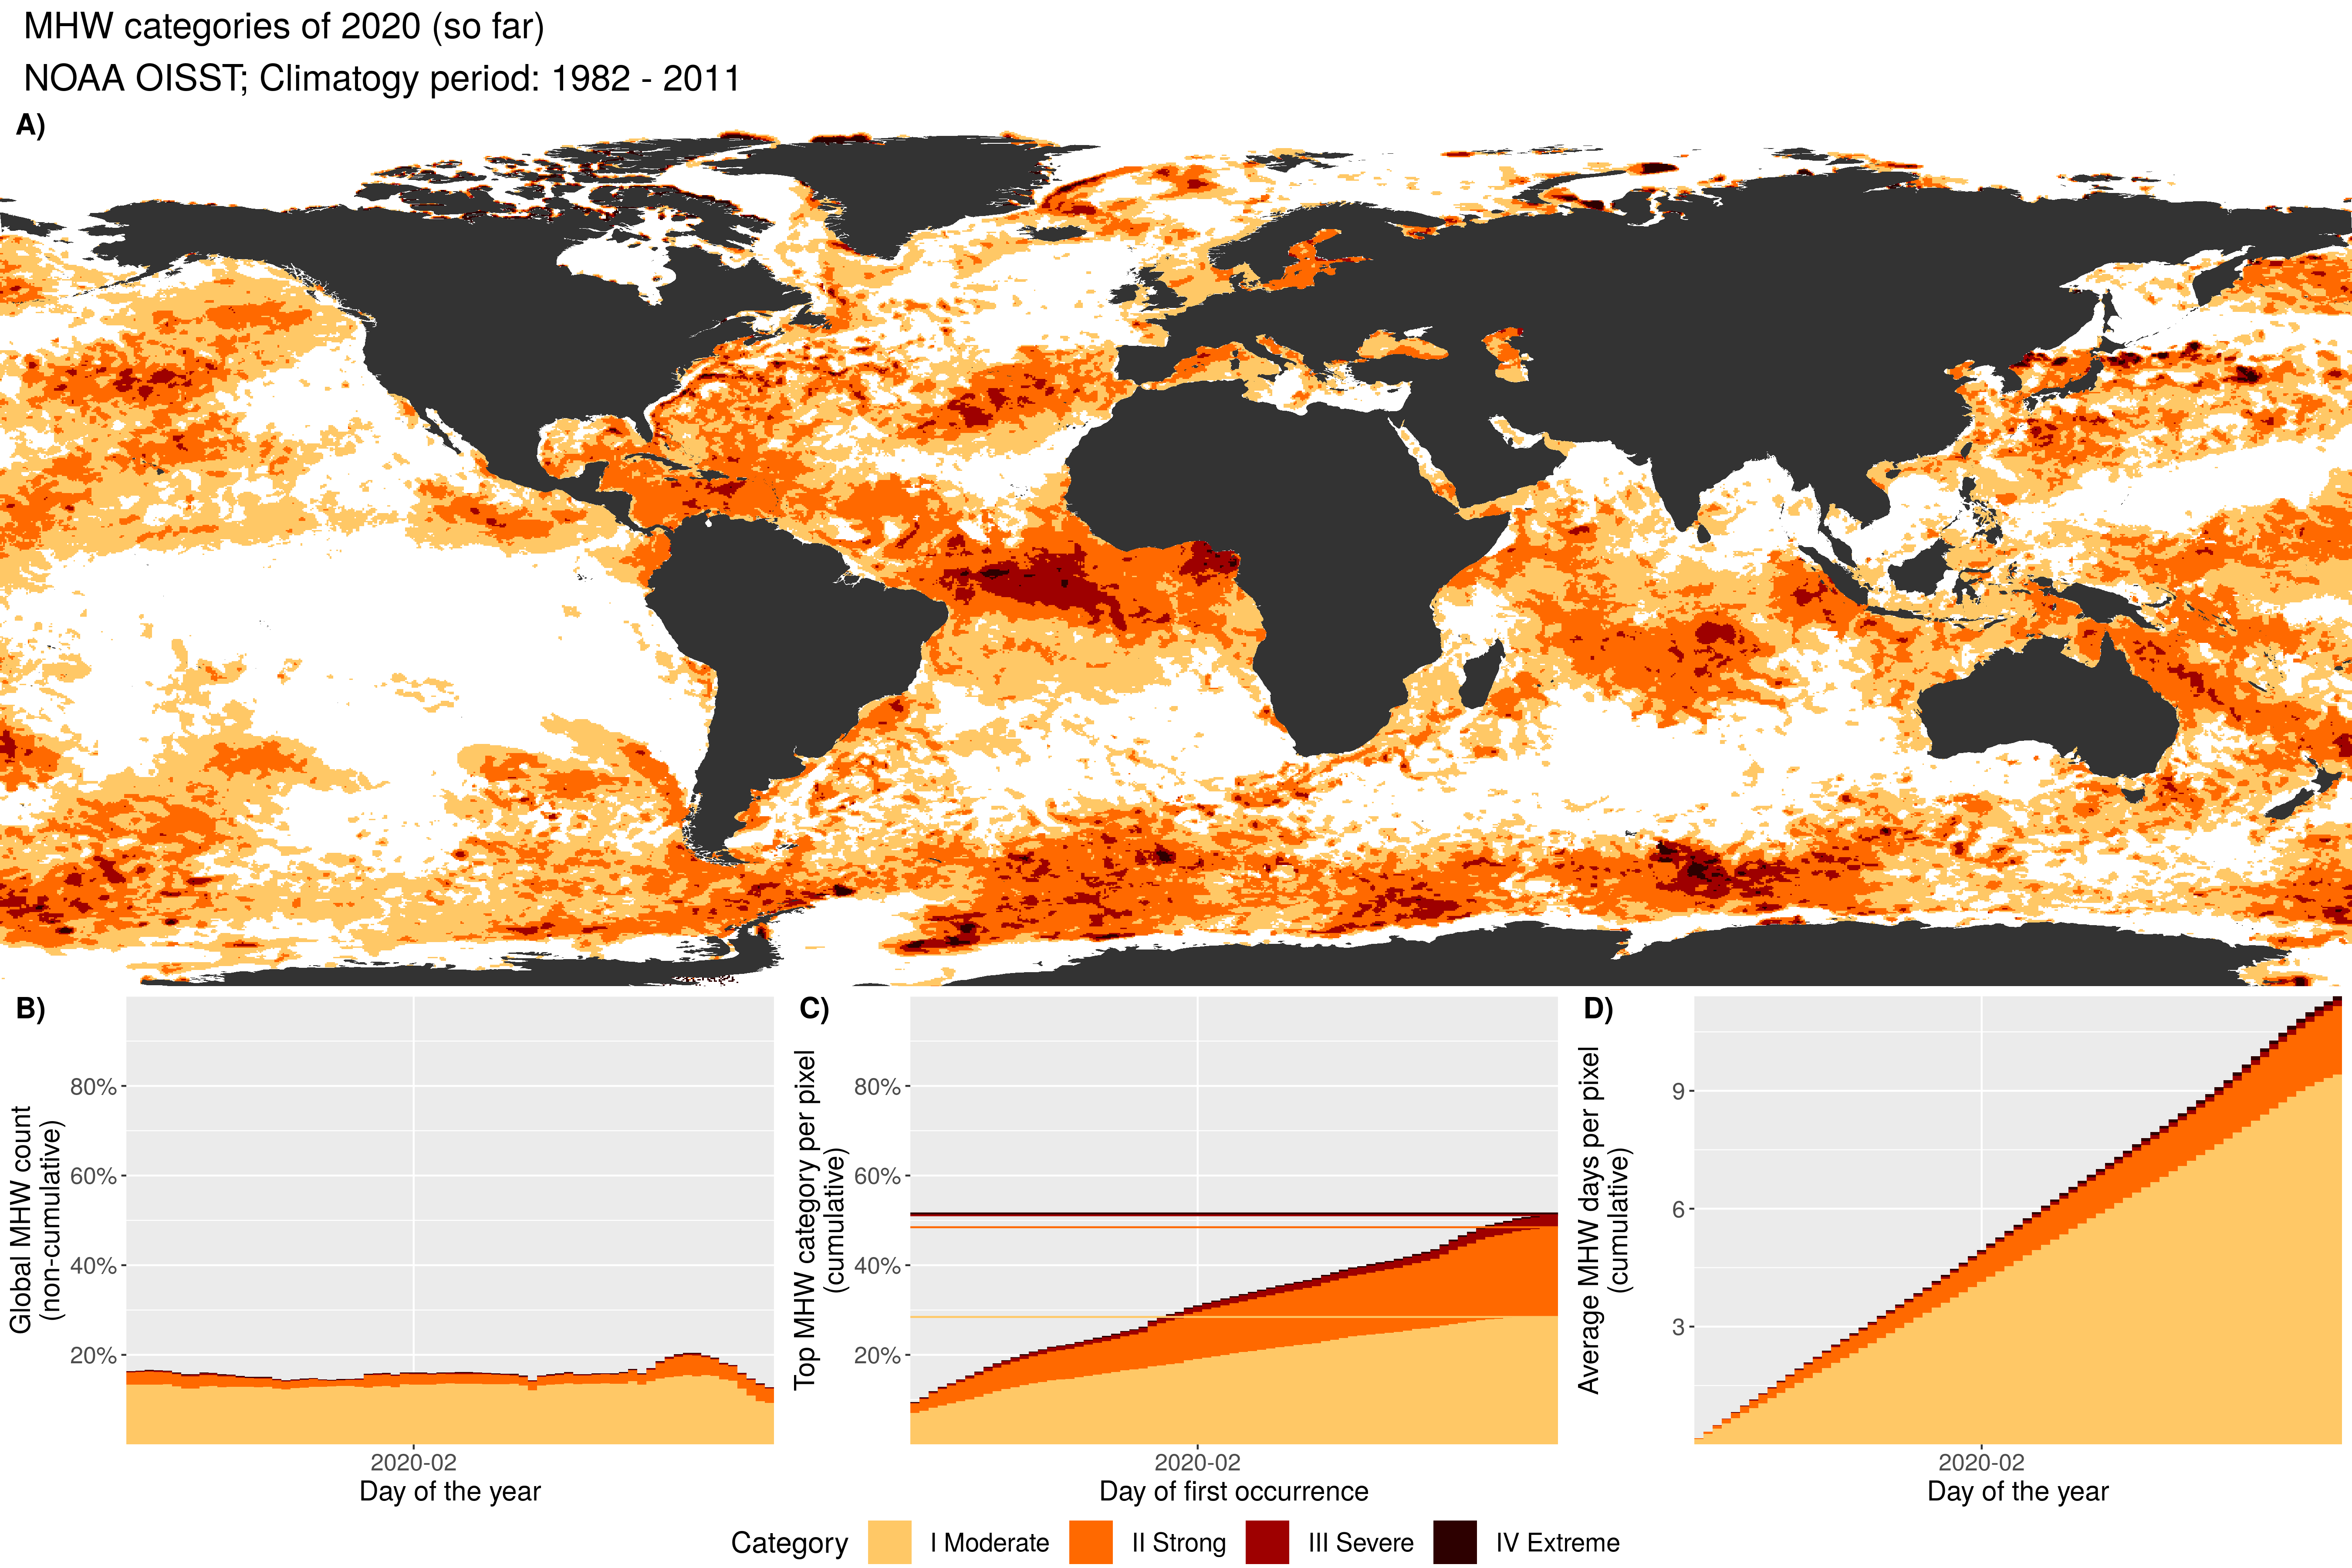 MHW categories of 2020 (so far)
NOAA OISST; Climatogy period: 1982 - 2011
A)
B)
Global MHW count
(non-cumulative)
80%
60%
40%
20%
2020-02
Day of the year
C)
Top MHW category per pixel
(cumulative)
80%
60%
40%
20%
2020-02
Day of first occurrence
D)
Average MHW days per pixel
(cumulative)
9
6
3
2020-02
Day of the year
Category I Moderate II Strong III Severe IV Extreme